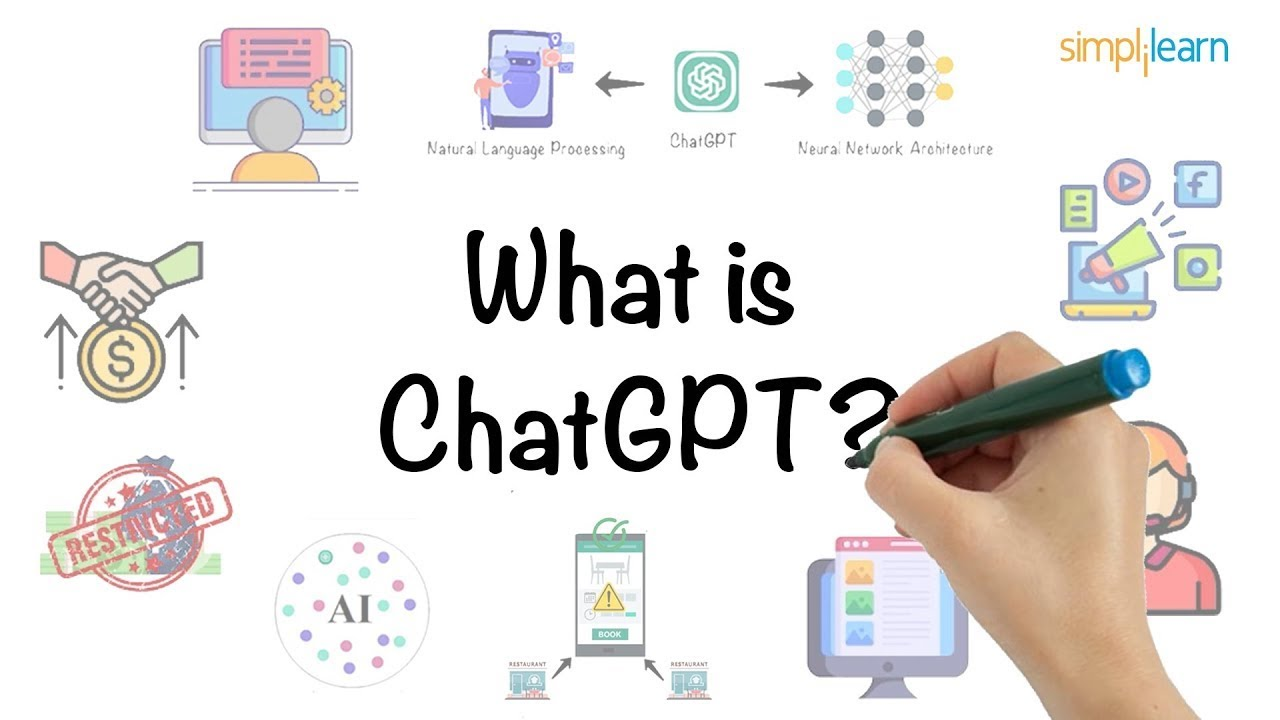 simplilearn
Natural Language Processing
ChatGPT
Neural Network Architecture
What is
ChatGPT?
$
f
RESTRICTED
AI
BOOK
RESTAURANT
RESTAURANT